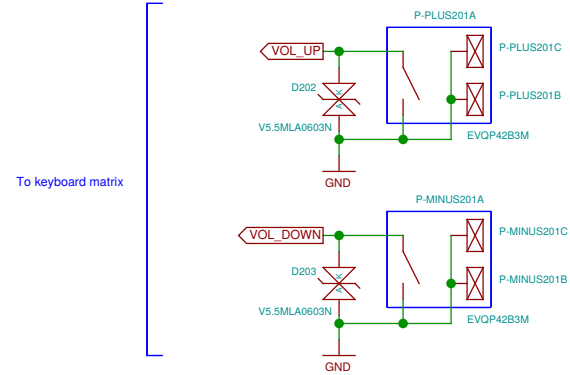 P-PLUS201A
VOL_UP
P-PLUS201C
D202
K
A
P-PLUS201B
V5.5MLA0603N
EVQP42B3M
GND
To keyboard matrix
P-MINUS201A
VOL_DOWN
P-MINUS201C
D203
K
A
P-MINUS201B
V5.5MLA0603N
EVQP42B3M
GND